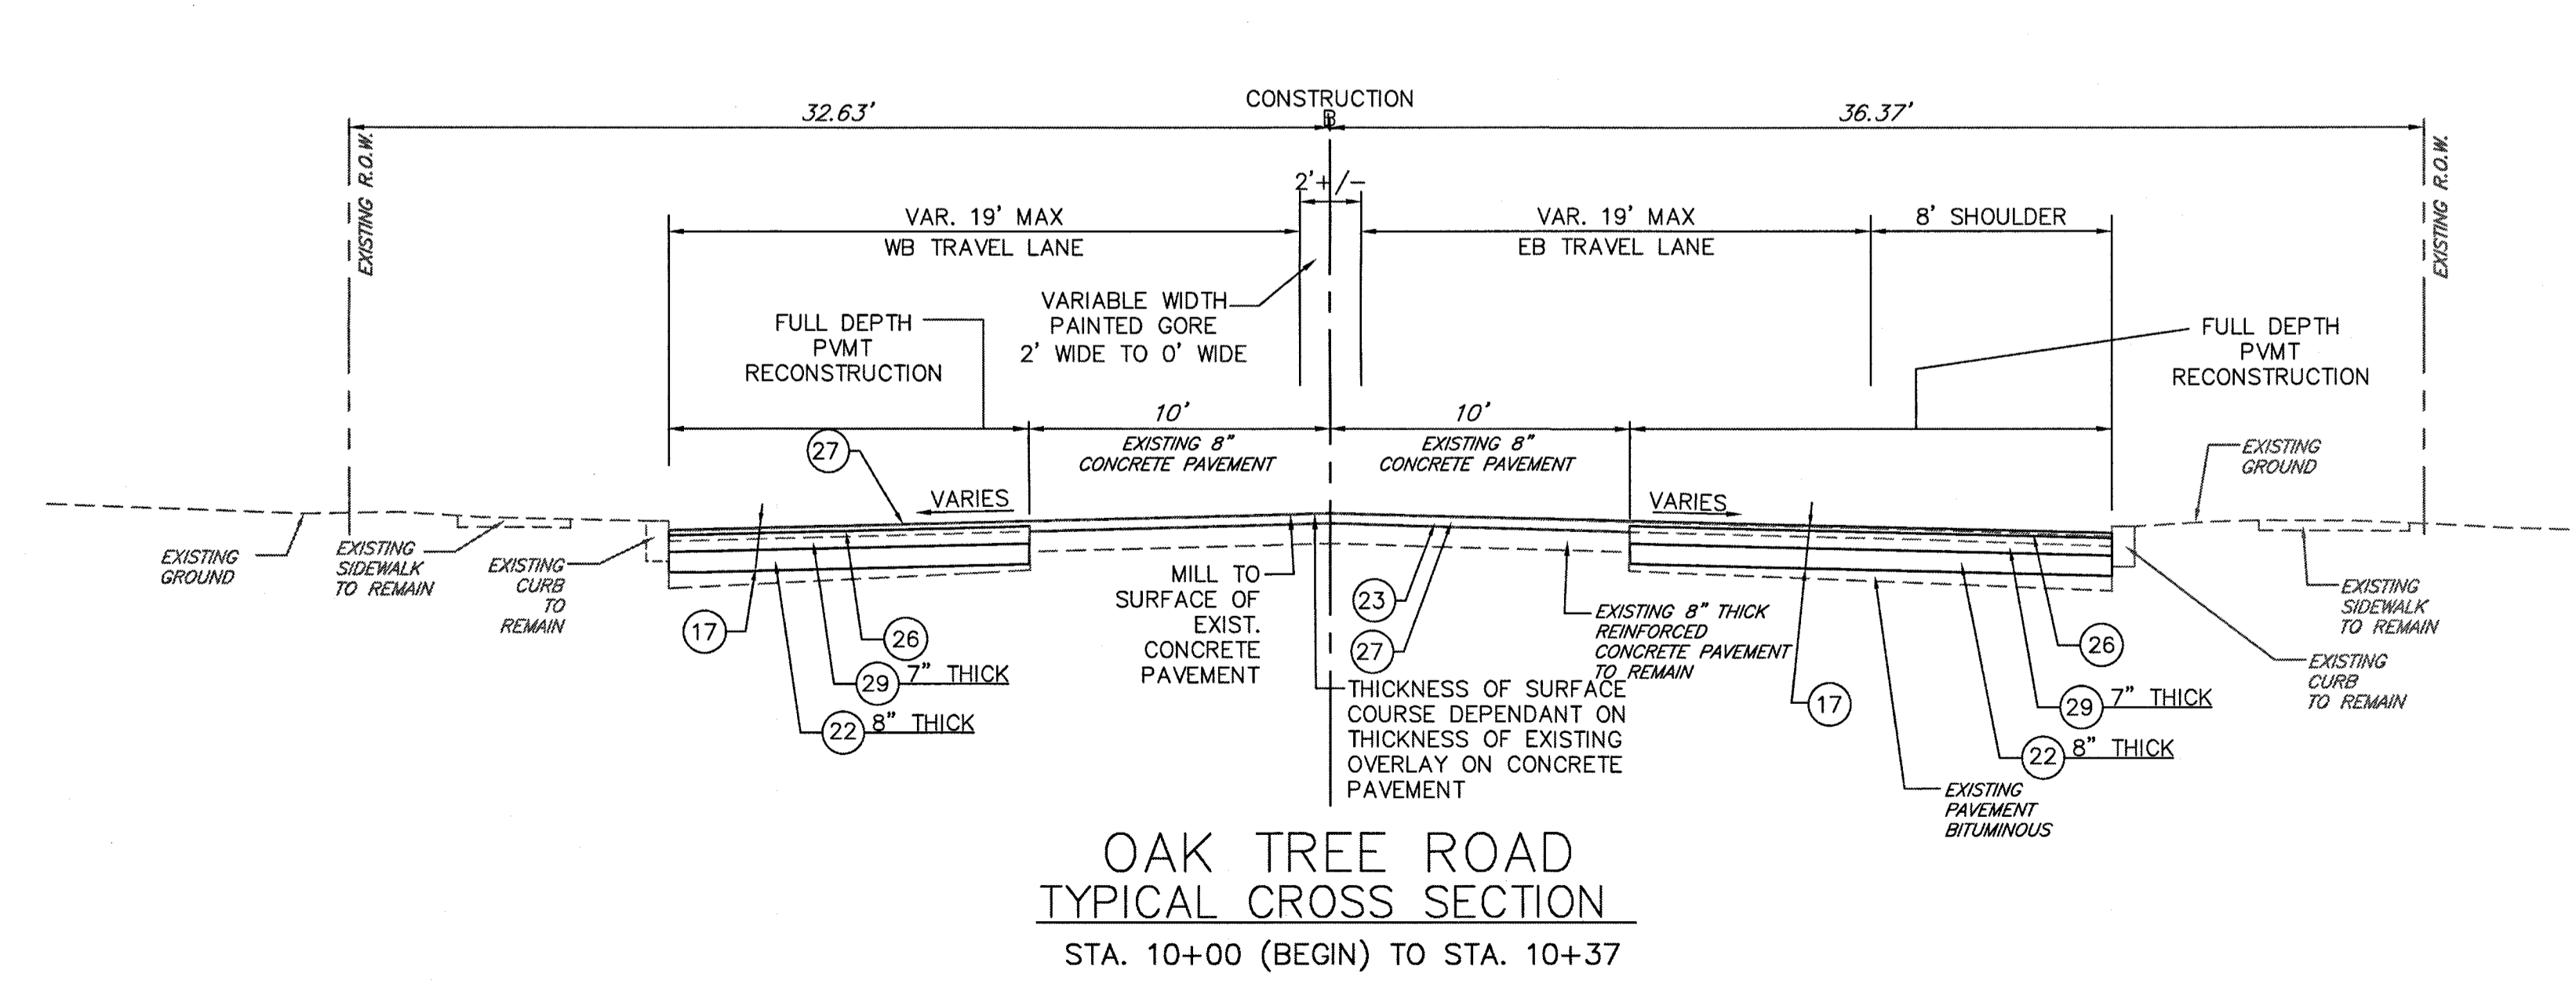 CONSTRUCTION
32.63'
36.37'
EXISTING R.O.W.
EXISTING R.O.W.
2'+/-
VAR. 19' MAX
WB TRAVEL LANE
VAR. 19' MAX
EB TRAVEL LANE
8' SHOULDER
VARIABLE WIDTH
PAINTED GORE
2' WIDE TO 0' WIDE
FULL DEPTH
PVMT
RECONSTRUCTION
FULL DEPTH
PVMT
RECONSTRUCTION
10'
EXISTING 8"
CONCRETE PAVEMENT
10'
EXISTING 8"
CONCRETE PAVEMENT
27
VARIES
VARIES
EXISTING
GROUND
EXISTING
GROUND
EXISTING
SIDEWALK
TO REMAIN
EXISTING
CURB
TO
REMAIN
17
26
29 7" THICK
22 8" THICK
MILL TO
SURFACE OF
EXIST.
CONCRETE
PAVEMENT
23
27
EXISTING 8" THICK
REINFORCED
CONCRETE PAVEMENT
TO REMAIN
THICKNESS OF SURFACE
COURSE DEPENDANT ON
THICKNESS OF EXISTING
OVERLAY ON CONCRETE
PAVEMENT
17
26
29 7" THICK
22 8" THICK
EXISTING
PAVEMENT
BITUMINOUS
EXISTING
SIDEWALK
TO REMAIN
EXISTING
CURB
TO REMAIN
OAK TREE ROAD
TYPICAL CROSS SECTION
STA. 10+00 (BEGIN) TO STA. 10+37